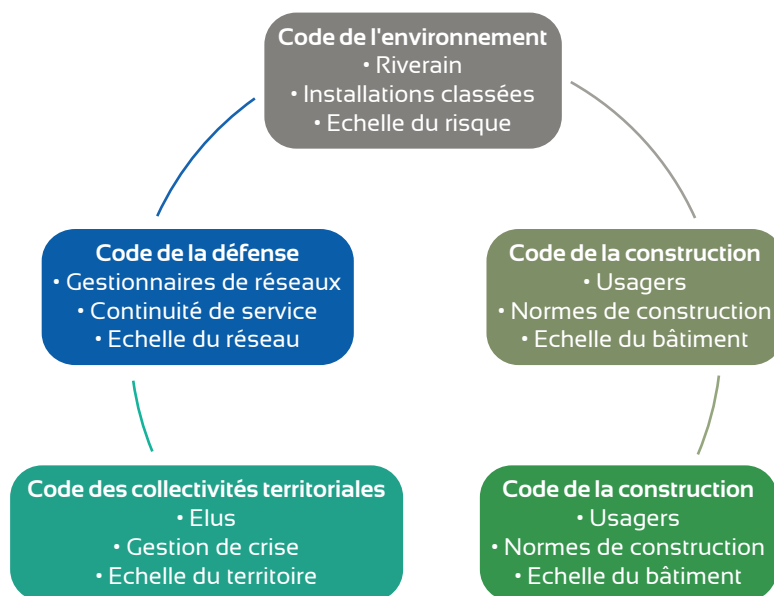 Code de l'environnement
• Riverain
• Installations classées
• Echelle du risque
Code de la défense
• Gestionnaires de réseaux
• Continuité de service
• Echelle du réseau
Code de la construction
• Usagers
• Normes de construction
• Echelle du bâtiment
Code des collectivités territoriales
• Elus
• Gestion de crise
• Echelle du territoire
Code de la construction
• Usagers
• Normes de construction
• Echelle du bâtiment